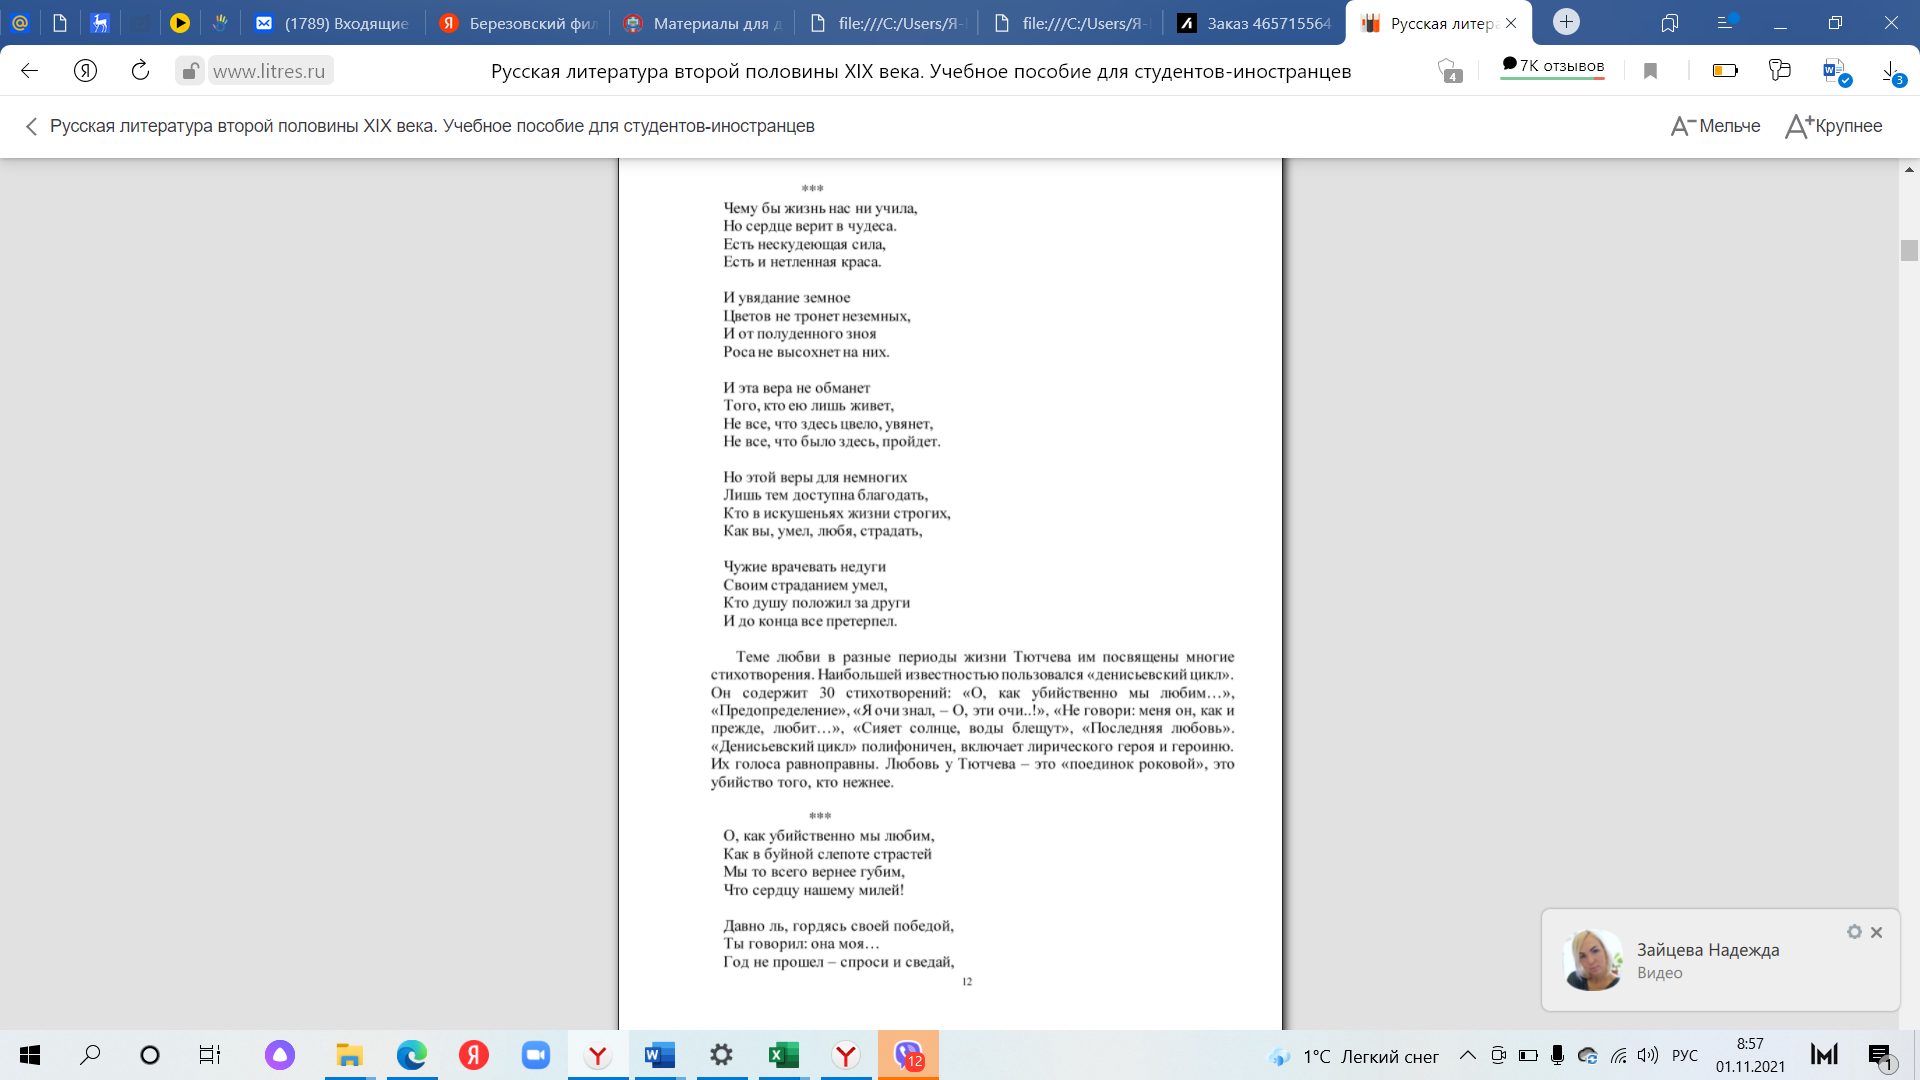 (1789) Входящие
Березовский фил
Материалы для д
file:///C:/Users/Я-
file:///C:/Users/Я-
Заказ 465715564
Русская литера
www.litres.ru
Русская литература второй половины XIX века. Учебное пособие для студентов-иностранцев
4
7K отзывов
3
Русская литература второй половины XIX века. Учебное пособие для студентов-иностранцев
А− Мельче
А+ Крупнее
***
Чему бы жизнь нас ни учила,
Но сердце верит в чудеса.
Есть нескудеющая сила,
Есть и нетленная краса.
И увядание земное
Цветов не тронет неземных,
И от полуденного зноя
Роса не высохнет на них.
И эта вера не обманет
Того, кто ею лишь живет,
Не все, что здесь цвело, увянет,
Не все, что было здесь, пройдет.
Но этой веры для немногих
Лишь тем доступна благодать,
Кто в искушеньях жизни строгих,
Как вы, умел, любя, страдать,
Чужие врачевать недуги
Своим страданием умел,
Кто душу положил за други
И до конца все претерпел.
Теме любви в разные периоды жизни Тютчева им посвящены многие
стихотворения. Наибольшей известностью пользовался «денисьевский цикл».
Он содержит 30 стихотворений: «О, как убийственно мы любим…»,
«Предопределение», «Я очи знал, – О, эти очи..!», «Не говори: меня он, как и
прежде, любит…», «Сияет солнце, воды блещут», «Последняя любовь».
«Денисьевский цикл» полифоничен, включает лирического героя и героиню.
Их голоса равноправны. Любовь у Тютчева – это «поединок роковой», это
убийство того, кто нежнее.
***
О, как убийственно мы любим,
Как в буйной слепоте страстей
Мы то всего вернее губим,
Что сердцу нашему милей!
Давно ль, гордясь своей победой,
Ты говорил: она моя…
Год не прошел – спроси и сведай,
12
Зайцева Надежда
Видео
12
1°C Легкий снег
РУС
8:57
01.11.2021
1